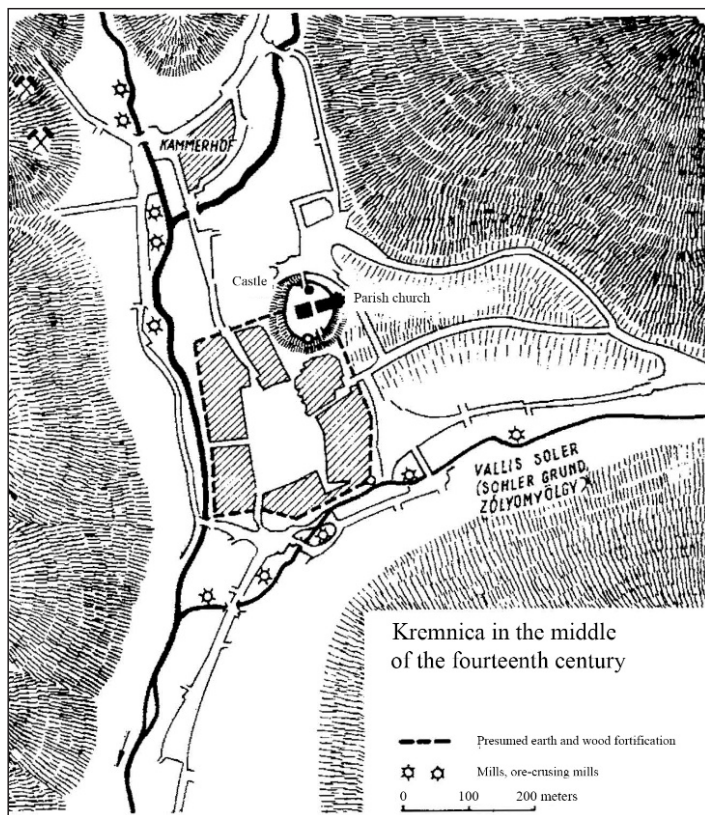 KAMMERHOF
Castle
Parish church
VALLIS SOLER
(SOHLER GRUND,
ZÓLYOMVÖLGY)
Kremnica in the middle
of the fourteenth century
Presumed earth and wood fortification
Mills, ore-crusing mills
0 100 200 meters